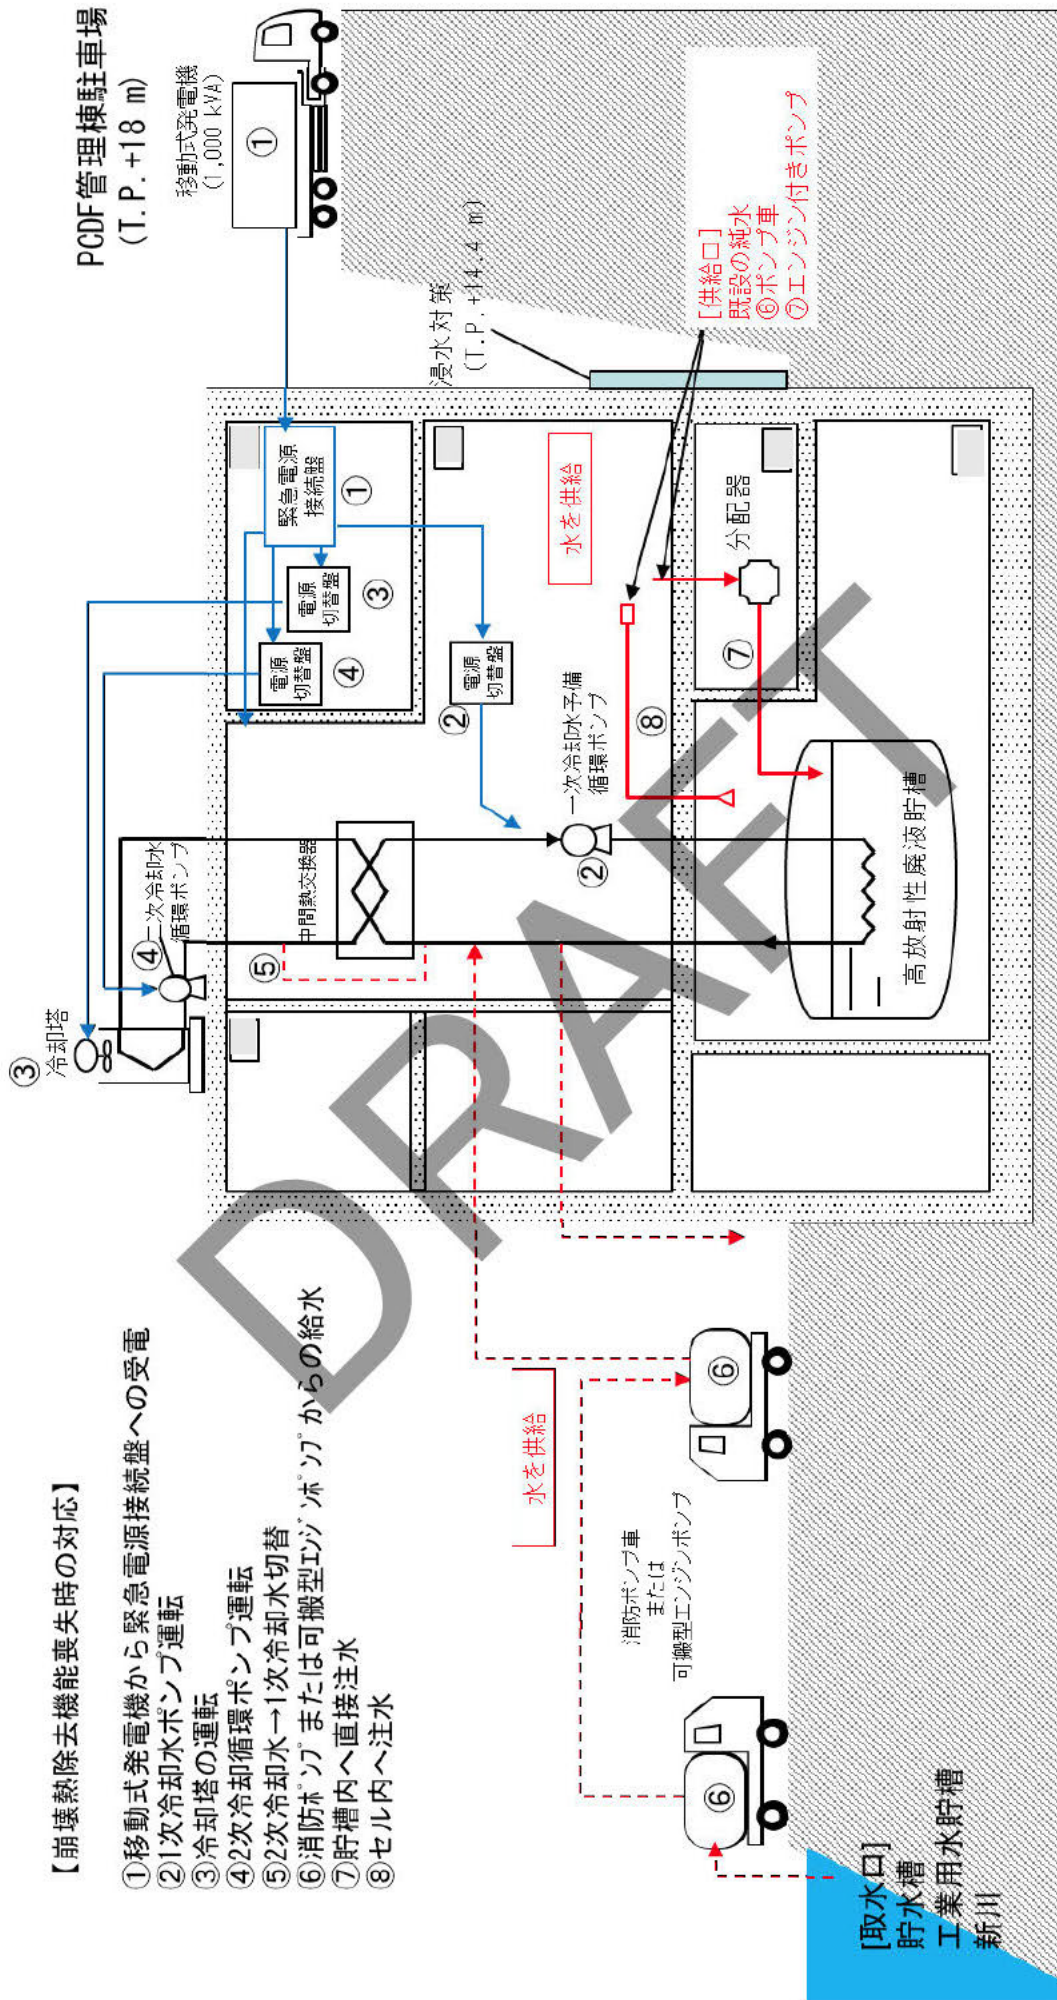 【崩壊熱除去機能喪失時の対応】
①移動式発電機から緊急電源接続盤への受電
②1次冷却水ポンプ運転
③冷却塔の運転
④2次冷却循環ポンプ運転
⑤2次冷却水→1次冷却水切替
⑥消防ﾎﾟﾝﾌﾟまたは可搬型ｴﾝｼﾞﾝﾎﾟﾝﾌﾟからの給水
⑦貯槽内へ直接注水
⑧セル内へ注水
③
冷却塔
④
二次冷却水
循環ポンプ
⑤
中間熱交換器
電源
切替盤
④
電源
切替盤
③
緊急電源
接続盤
①
PCDF管理棟駐車場
(T.P.+18 m)
移動式発電機
(1,000 kVA)
①
電源
切替盤
②
一次冷却水予備
循環ポンプ
②
水を供給
浸水対策
(T.P.+14.4 m)
[供給口]
既設の純水
⑥ポンプ車
⑦エンジン付きポンプ
⑧
⑦
分配器
高放射性廃液貯槽
水を供給
消防ポンプ車
または
可搬型エンジンポンプ
⑥
⑥
[取水口]
貯水槽
工業用水貯槽
新川
DRAFT